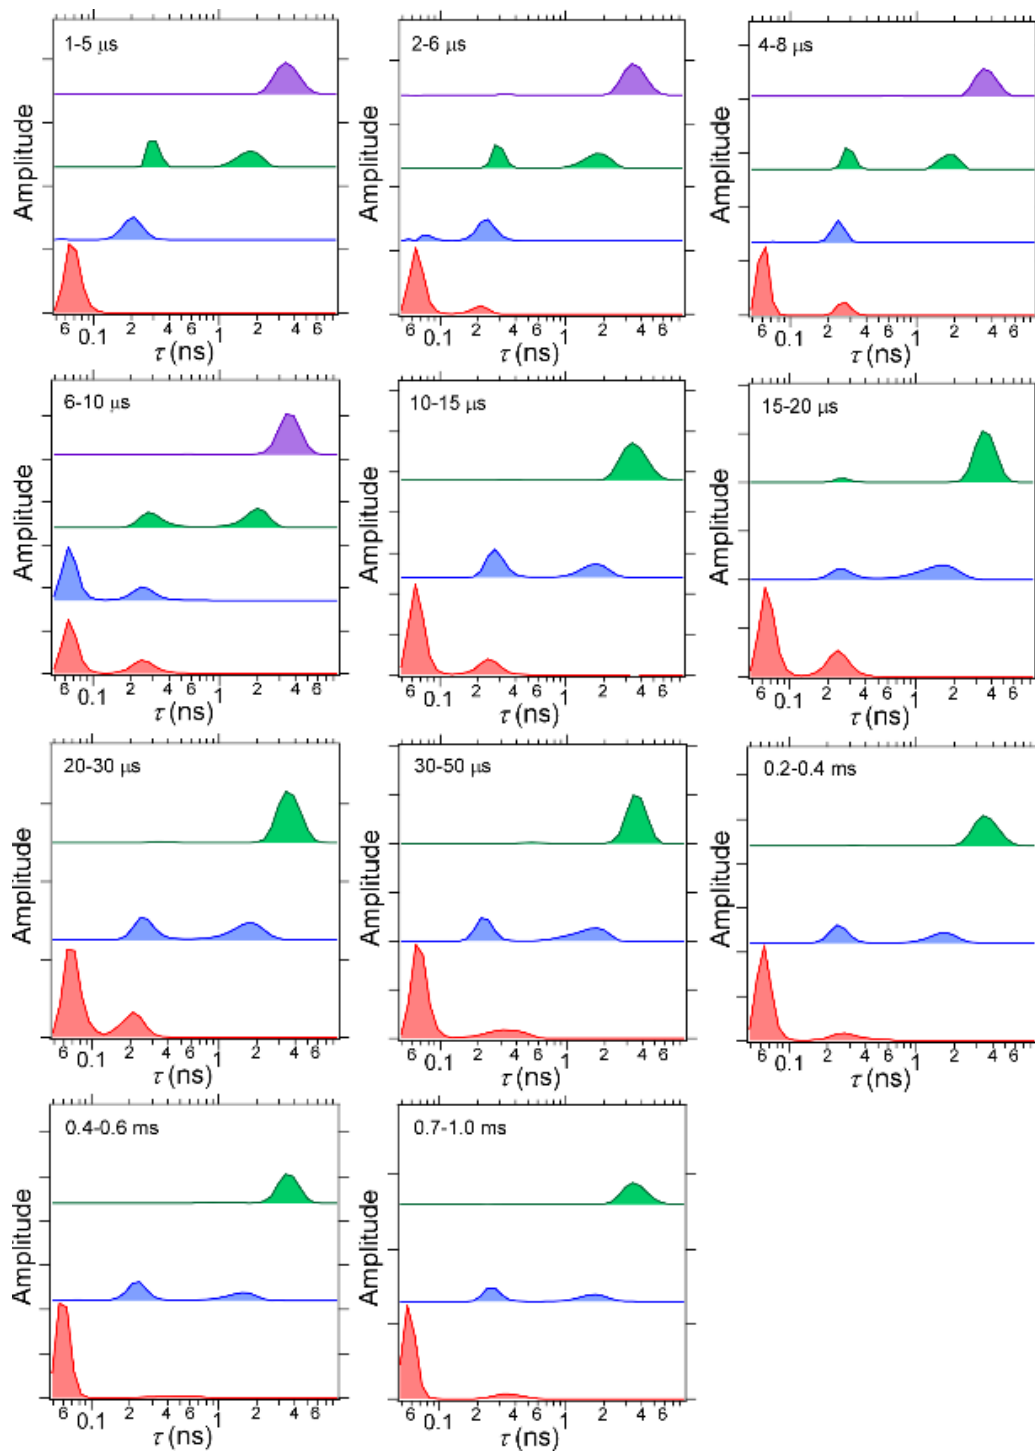 1-5 μs
2-6 μs
4-8 μs
Amplitude
Amplitude
Amplitude
6 0.1 2 4 6 1 2 4 6
6 0.1 2 4 6 1 2 4 6
6 0.1 2 4 6 1 2 4 6
τ (ns)
τ (ns)
τ (ns)
6-10 μs
10-15 μs
15-20 μs
Amplitude
Amplitude
Amplitude
6 0.1 2 4 6 1 2 4 6
6 0.1 2 4 6 1 2 4 6
6 0.1 2 4 6 1 2 4 6
τ (ns)
τ (ns)
τ (ns)
20-30 μs
30-50 μs
0.2-0.4 ms
Amplitude
Amplitude
Amplitude
6 0.1 2 4 6 1 2 4 6
6 0.1 2 4 6 1 2 4 6
6 0.1 2 4 6 1 2 4 6
τ (ns)
τ (ns)
τ (ns)
0.4-0.6 ms
0.7-1.0 ms
Amplitude
Amplitude
6 0.1 2 4 6 1 2 4 6
6 0.1 2 4 6 1 2 4 6
τ (ns)
τ (ns)